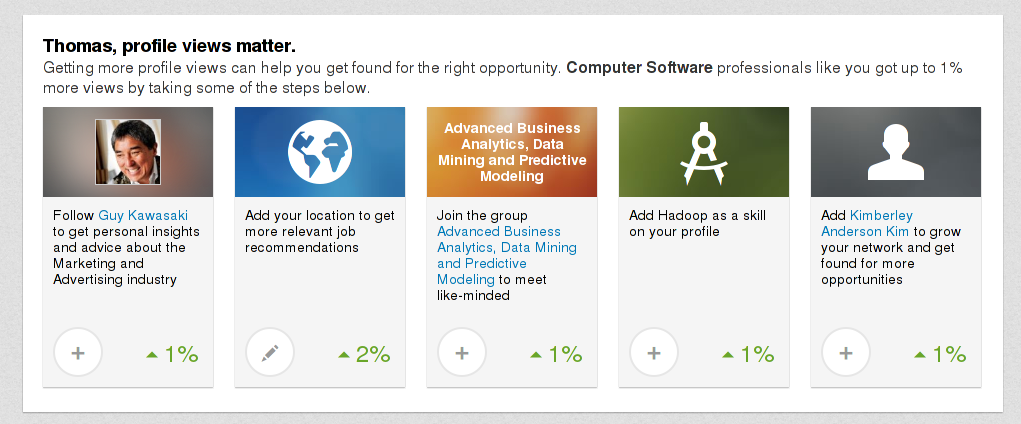 Thomas, profile views matter.
Getting more profile views can help you get found for the right opportunity. Computer Software professionals like you got up to 1%
more views by taking some of the steps below.
Follow Guy Kawasaki
to get personal insights
and advice about the
Marketing and
Advertising industry
+
1%
Add your location to get
more relevant job
recommendations
2%
Advanced Business
Analytics, Data
Mining and Predictive
Modeling
Join the group
Advanced Business
Analytics, Data Mining
and Predictive
Modeling to meet
like-minded
+
1%
Add Hadoop as a skill
on your profile
+
1%
Add Kimberley
Anderson Kim to grow
your network and get
found for more
opportunities
+
1%